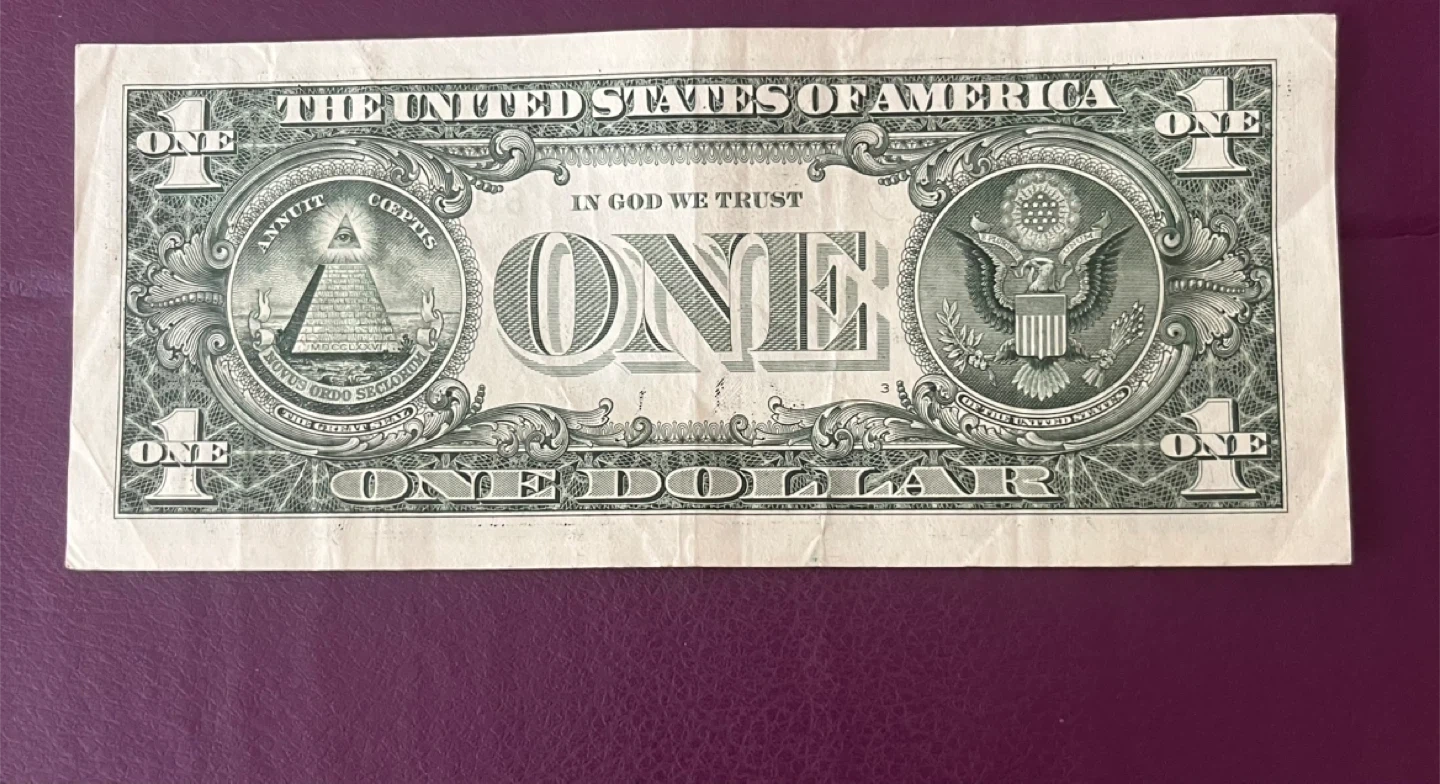 THE UNITED STATES OF AMERICA
1
ONE
1
ONE
IN GOD WE TRUST
ANNUIT CŒPTIS
ONE
MDCCLXXVI
NOVUS ORDO SECLORUM
THE GREAT SEAL
3
OF THE UNITED STATES
1
ONE
1
ONE
ONE DOLLAR